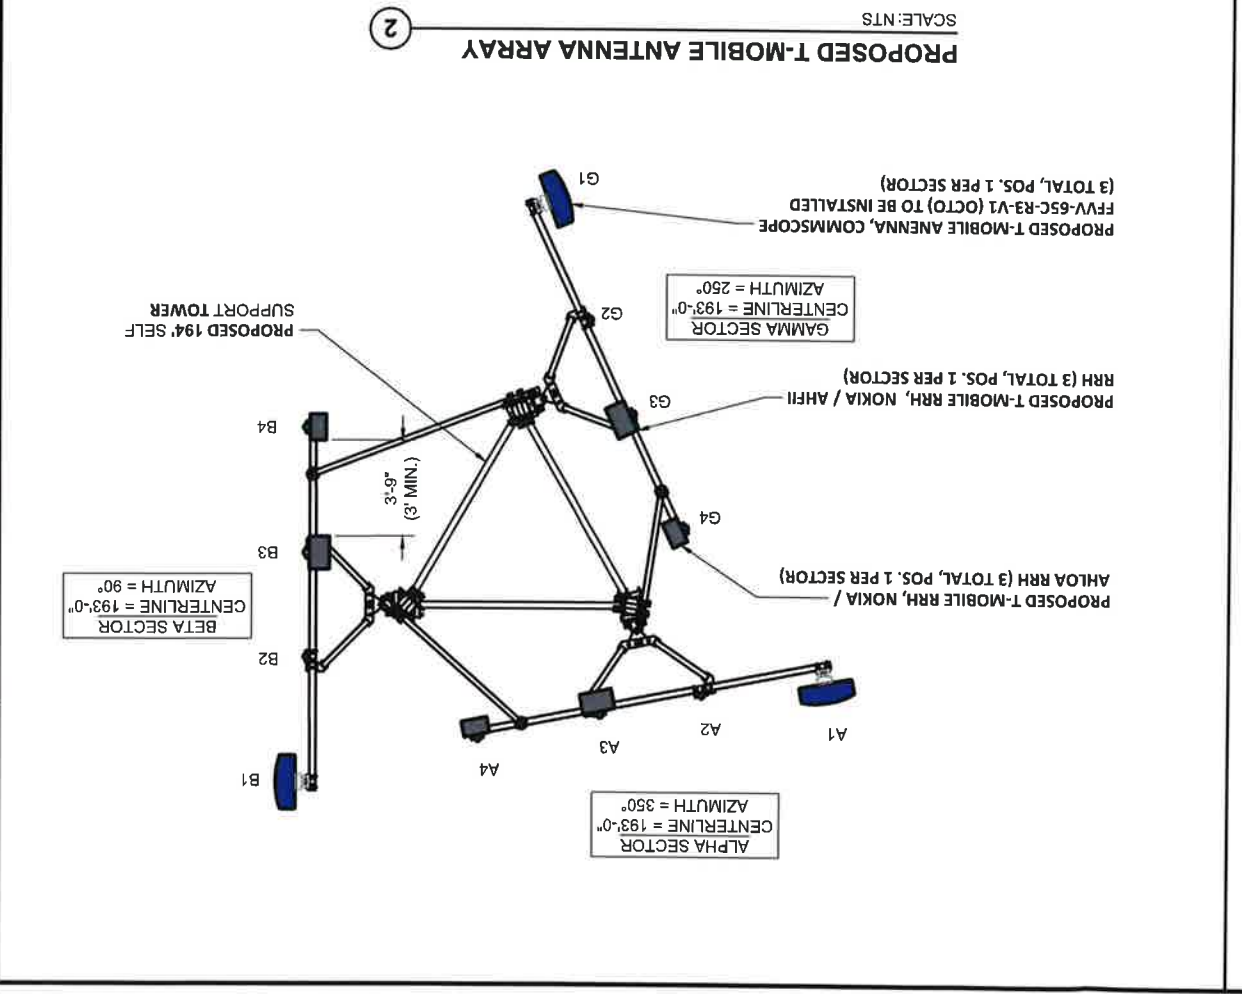 ALPHA SECTOR
CENTERLINE = 193'-0"
AZIMUTH = 350°
A1
A2
A3
A4
B1
PROPOSED T-MOBILE RRH, NOKIA /
AHLOA RRH (3 TOTAL, POS. 1 PER SECTOR)
B2
BETA SECTOR
CENTERLINE = 193'-0"
AZIMUTH = 90°
B3
G4
3'-9"
(3' MIN.)
B4
PROPOSED T-MOBILE RRH, NOKIA / AHFII
RRH (3 TOTAL, POS. 1 PER SECTOR)
G3
GAMMA SECTOR
CENTERLINE = 193'-0"
AZIMUTH = 250°
G2
PROPOSED 194' SELF
SUPPORT TOWER
PROPOSED T-MOBILE ANENNA, COMMSCOPE
FFVV-65C-R3-V1 (OCTO) TO BE INSTALLED
(3 TOTAL, POS. 1 PER SECTOR)
G1
PROPOSED T-MOBILE ANTENNA ARRAY
SCALE: NTS
2